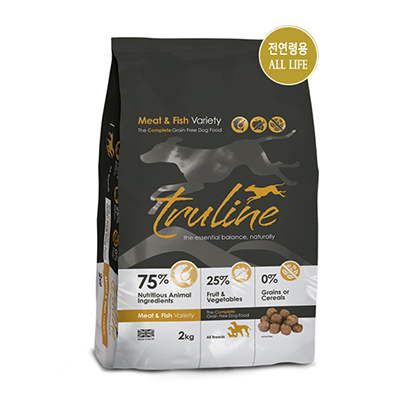 전연령용
ALL LIFE
Meat & Fish Variety
The Complete Grain Free Dog Food
truline
the essential balance, naturally
75%
Nutritious Animal
Ingredients
25%
Fruit &
Vegetables
0%
Grains or
Cereals
Meat & Fish Variety
The Complete
Grain Free Dog Food
2kg
All Breeds